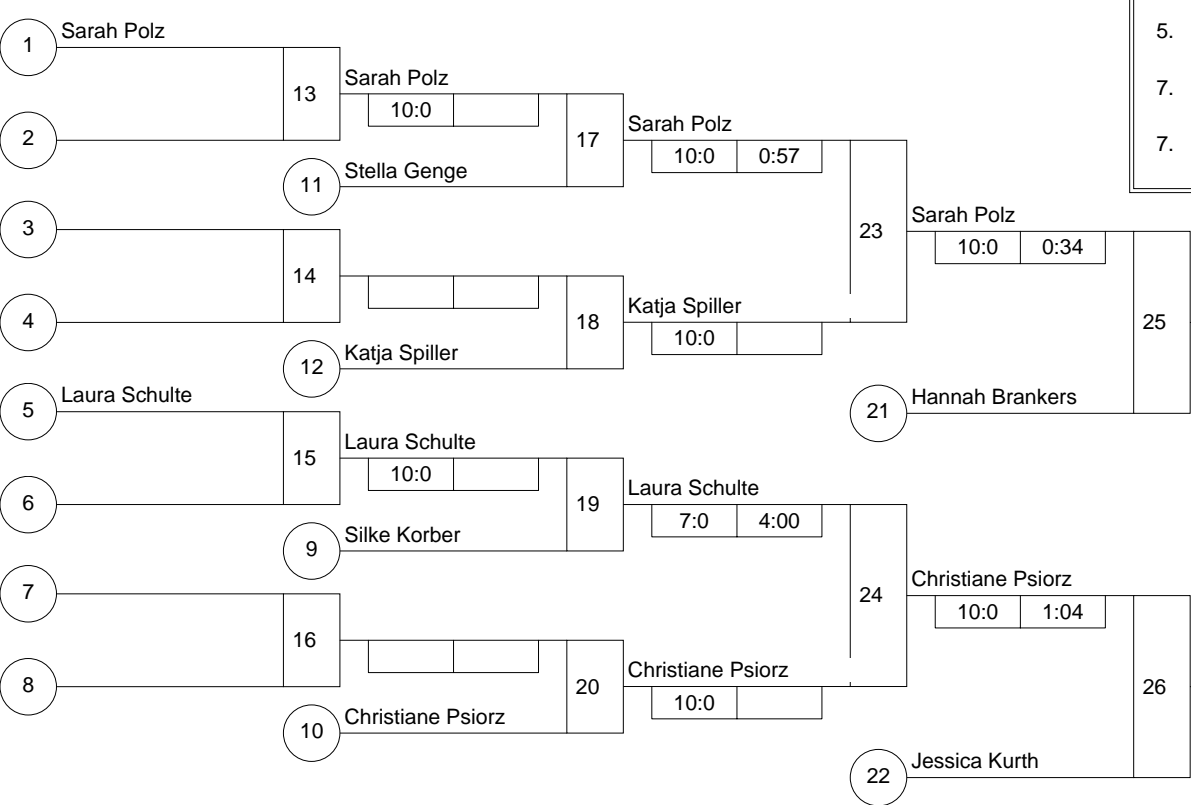 5.
1 Sarah Polz
7.
13 Sarah Polz
10:0
7.
2
17 Sarah Polz
10:0 0:57
11 Stella Genge
3
23 Sarah Polz
10:0 0:34
14
4
18 Katja Spiller
10:0
25
12 Katja Spiller
5 Laura Schulte
21 Hannah Brankers
15 Laura Schulte
10:0
6
19 Laura Schulte
7:0 4:00
9 Silke Korber
7
24 Christiane Psiorz
10:0 1:04
16
8
20 Christiane Psiorz
10:0
26
10 Christiane Psiorz
22 Jessica Kurth